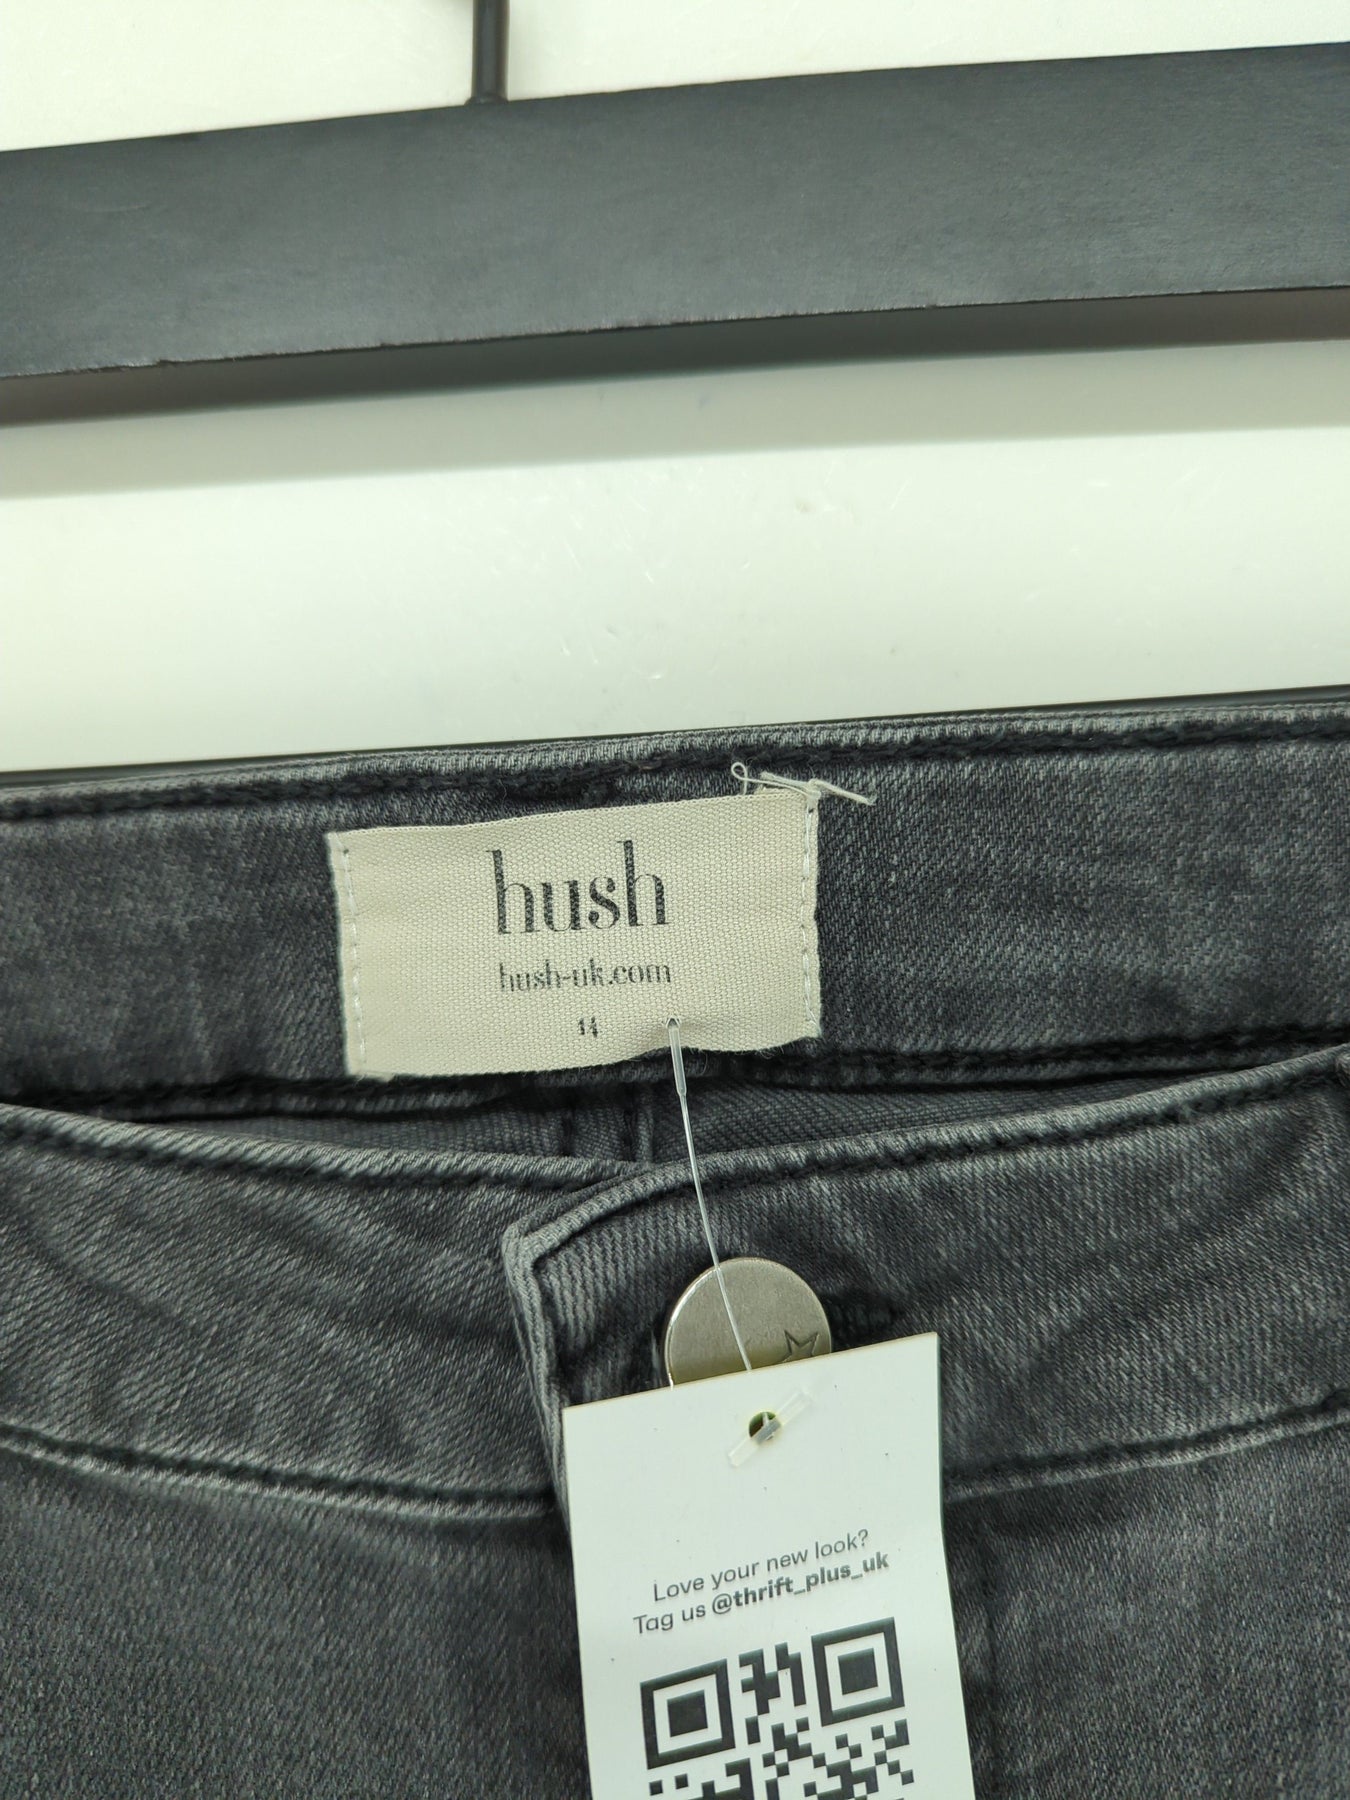 hush
hush-uk.com
14
Love your new look?
Tag us @thrift_plus_uk